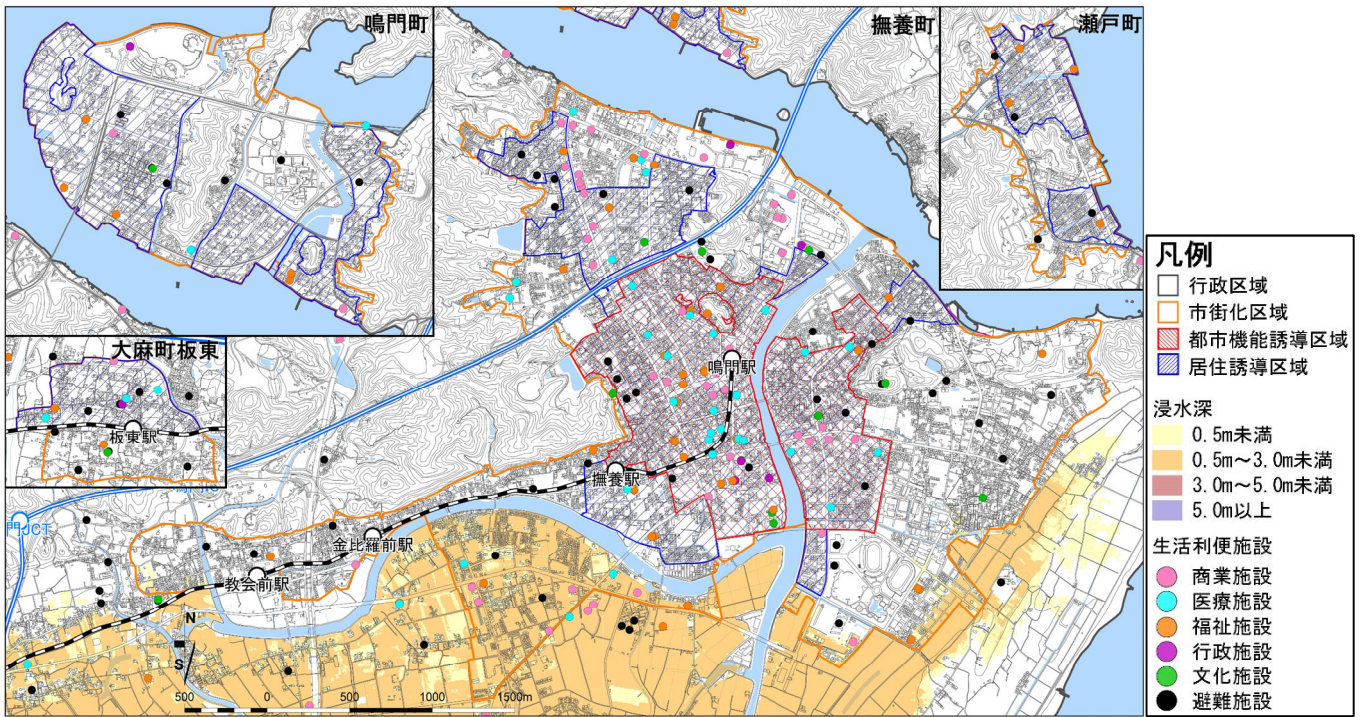 鳴門町
撫養町
瀬戸町
大麻町板東
板東駅
鳴門駅
撫養駅
金比羅前駅
教会前駅
門JCT
N
S
500 0 500 1000 1500m
凡例
行政区域
市街化区域
都市機能誘導区域
居住誘導区域
浸水深
0.5m未満
0.5m～3.0m未満
3.0m～5.0m未満
5.0m以上
生活利便施設
商業施設
医療施設
福祉施設
行政施設
文化施設
避難施設